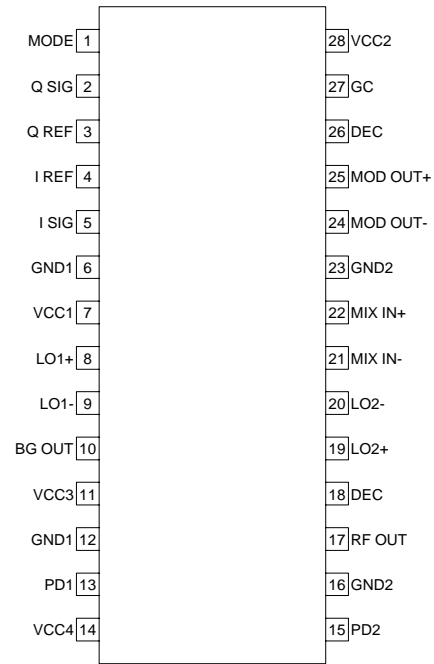 MODE 1 28 VCC2
Q SIG 2 27 GC
Q REF 3 26 DEC
I REF 4 25 MOD OUT+
I SIG 5 24 MOD OUT-
GND1 6 23 GND2
VCC1 7 22 MIX IN+
LO1+ 8 21 MIX IN-
LO1- 9 20 LO2-
BG OUT 10 19 LO2+
VCC3 11 18 DEC
GND1 12 17 RF OUT
PD1 13 16 GND2
VCC4 14 15 PD2